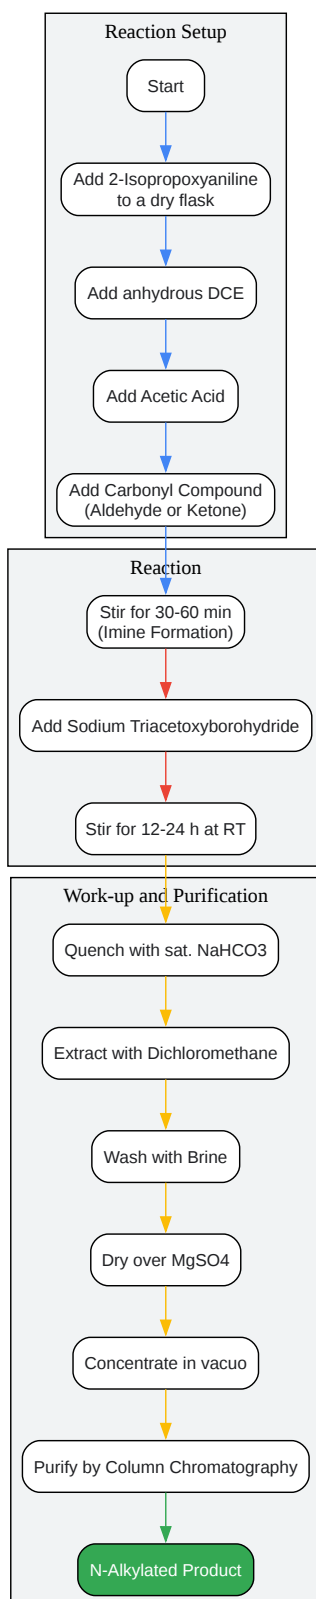 Reaction Setup
Start
Add 2-Isopropoxyaniline
to a dry flask
Add anhydrous DCE
Add Acetic Acid
Add Carbonyl Compound
(Aldehyde or Ketone)
Reaction
Stir for 30-60 min
(Imine Formation)
Add Sodium Triacetoxyborohydride
Stir for 12-24 h at RT
Work-up and Purification
Quench with sat. NaHCO3
Extract with Dichloromethane
Wash with Brine
Dry over MgSO4
Concentrate in vacuo
Purify by Column Chromatography
N-Alkylated Product